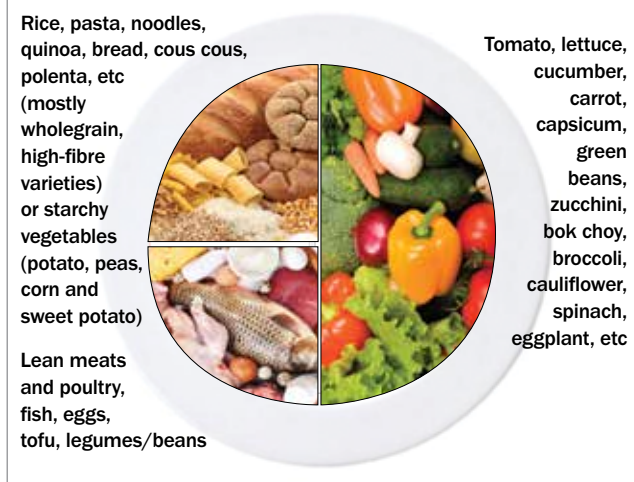 Rice, pasta, noodles,
quinoa, bread, cous cous,
polenta, etc
(mostly
wholegrain,
high-fibre
varieties)
or starchy
vegetables
(potato, peas,
corn and
sweet potato)
Lean meats
and poultry,
fish, eggs,
tofu, legumes/beans
Tomato, lettuce,
cucumber,
carrot,
capsicum,
green
beans,
zucchini,
bok choy,
broccoli,
cauliflower,
spinach,
eggplant, etc